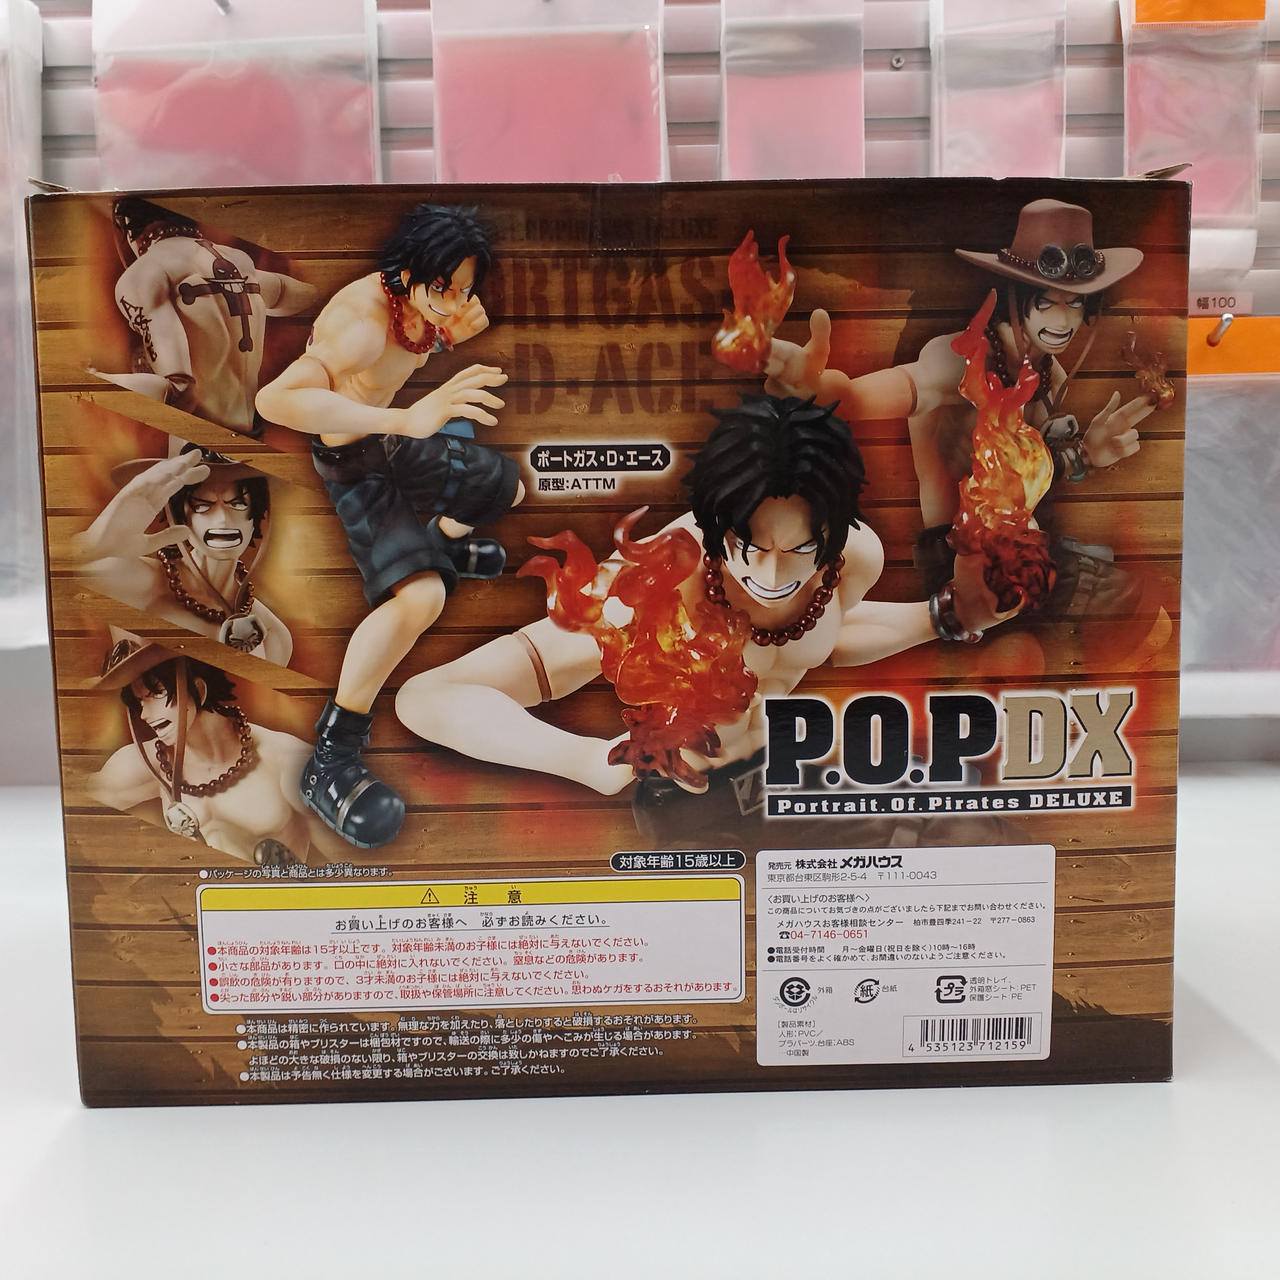 幅100
PORTGAS
D・ACE
ポートガス・D・エース
原型:ATTM
P.O.P DX
Portrait.Of.Pirates DELUXE
●パッケージの写真と商品とは多少異なります。
対象年齢15歳以上
⚠注意
お買い上げのお客様へ 必ずお読みください。
●本商品の対象年齢は15才以上です。対象年齢未満のお子様には絶対に与えないでください。
●小さな部品があります。口の中に絶対に入れないでください。窒息などの危険があります。
●誤飲の危険が有りますので、3才未満のお子様には絶対に与えないでください。
●尖った部分や鋭い部分がありますので、取扱や保管場所に注意してください。思わぬケガをするおそれがあります。
●本商品は精密に作られています。無理な力を加えたり、落としたりすると破損するおそれがあります。
●本製品の箱やブリスターは梱包材ですので、輸送の際に多少の傷やへこみが生じる場合があります。
よほどの大きな破損のない限り、箱やブリスターの交換は致しかねますのでご了承ください。
●本製品は予告無く仕様を変更する場合がございます。ご了承ください。
発売元 株式会社メガハウス
東京都台東区駒形2-5-4 〒111-0043
〈お買い上げのお客様へ〉
この商品についてお気づきの点がございましたら下記までお問い合わせください。
メガハウスお客様相談センター 柏市豊四季241-22 〒277-0863
☎04-7146-0651
●電話受付時間 月〜金曜日(祝日を除く)10時〜16時
●電話番号をよく確かめて、お間違いのないようご注意ください。
ダンボールはリサイクル
外箱
紙
台紙
プラ
透明トレイ、
外箱窓シート:PET
保護シート:PE
[製品素材]
人形:PVC/
プラパーツ、台座:ABS
中国製
4 535123 712159